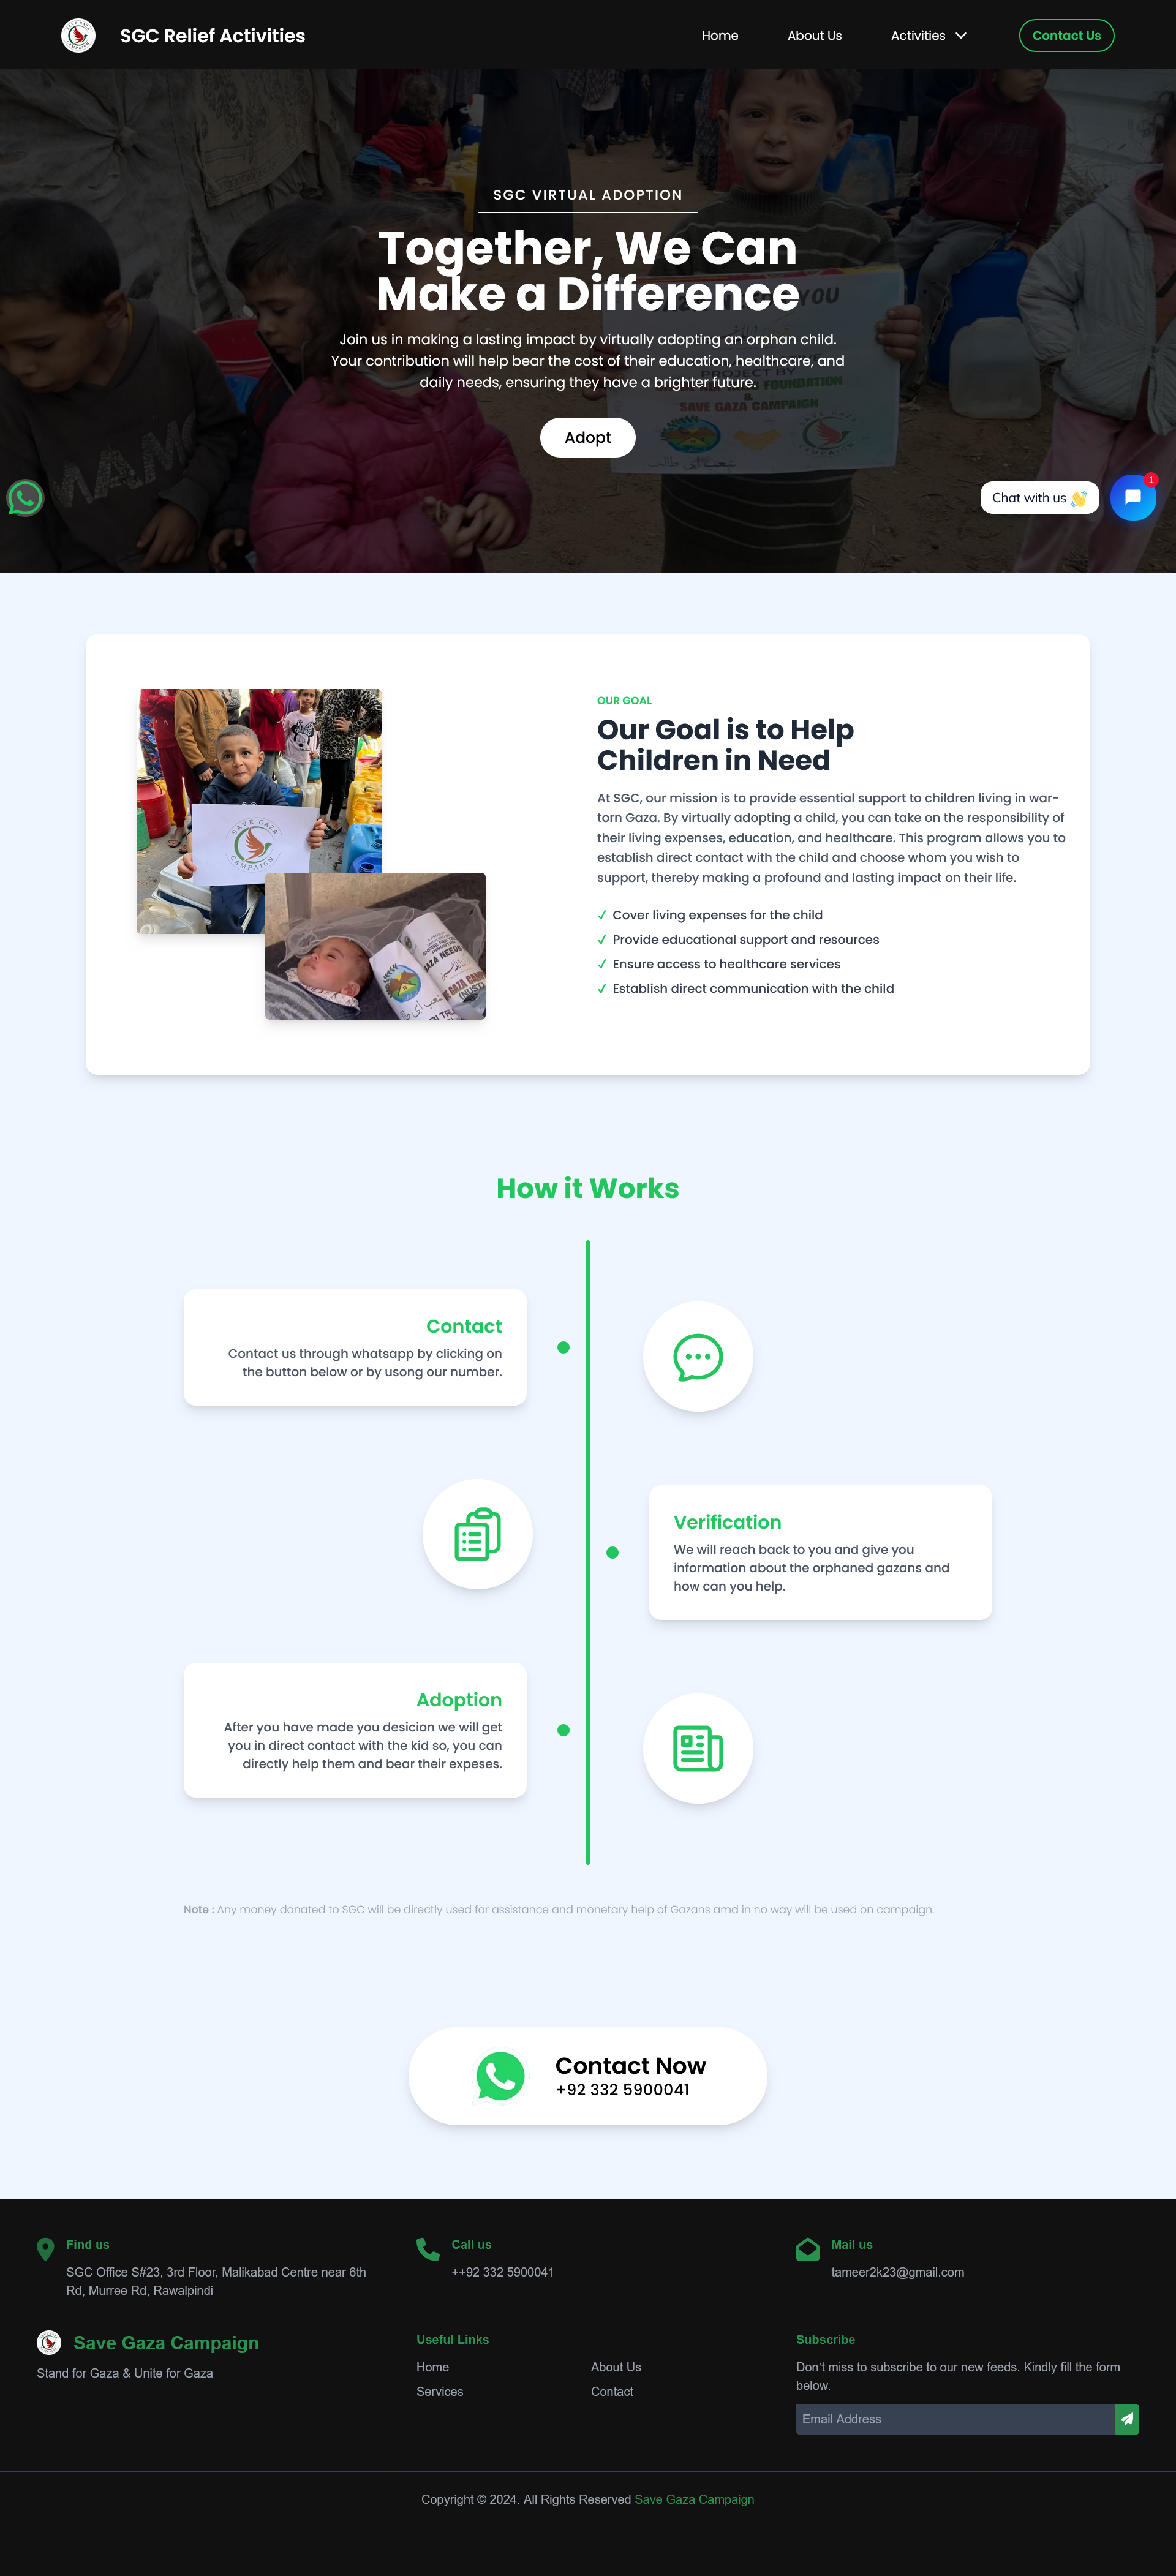 SGC Relief Activities
Home
About Us
Activities
Contact Us
SGC VIRTUAL ADOPTION
Together, We Can
Make a Difference
Join us in making a lasting impact by virtually adopting an orphan child.
Your contribution will help bear the cost of their education, healthcare, and
daily needs, ensuring they have a brighter future.
YOU
PROJECT BY
FOUNDATION
&
SAVE GAZA CAMPAIGN
Adopt
Chat with us 👋
1
OUR GOAL
Our Goal is to Help
Children in Need
At SGC, our mission is to provide essential support to children living in war-
torn Gaza. By virtually adopting a child, you can take on the responsibility of
their living expenses, education, and healthcare. This program allows you to
establish direct contact with the child and choose whom you wish to
support, thereby making a profound and lasting impact on their life.
✓ Cover living expenses for the child
✓ Provide educational support and resources
✓ Ensure access to healthcare services
✓ Establish direct communication with the child
SAVE GAZA
CAMPAIGN
How it Works
Contact
Contact us through whatsapp by clicking on
the button below or by usong our number.
Verification
We will reach back to you and give you
information about the orphaned gazans and
how can you help.
Adoption
After you have made you desicion we will get
you in direct contact with the kid so, you can
directly help them and bear their expeses.
Note : Any money donated to SGC will be directly used for assistance and monetary help of Gazans amd in no way will be used on campaign.
Contact Now
+92 332 5900041
Find us
SGC Office S#23, 3rd Floor, Malikabad Centre near 6th
Rd, Murree Rd, Rawalpindi
Call us
++92 332 5900041
Mail us
tameer2k23@gmail.com
Save Gaza Campaign
Stand for Gaza & Unite for Gaza
Useful Links
Home
About Us
Services
Contact
Subscribe
Don't miss to subscribe to our new feeds. Kindly fill the form
below.
Email Address
Copyright © 2024. All Rights Reserved Save Gaza Campaign